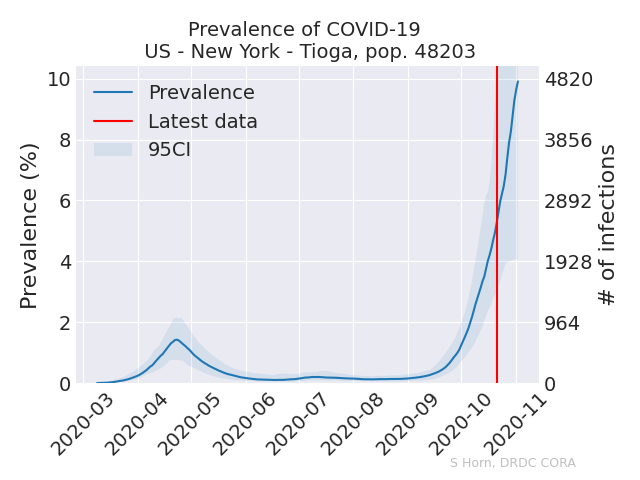 Prevalence of COVID-19
US - New York - Tioga, pop. 48203
Prevalence
Latest data
95CI
Prevalence (%)
10
8
6
4
2
0
4820
3856
2892
1928
964
0
# of infections
2020-03
2020-04
2020-05
2020-06
2020-07
2020-08
2020-09
2020-10
2020-11
S Horn, DRDC CORA